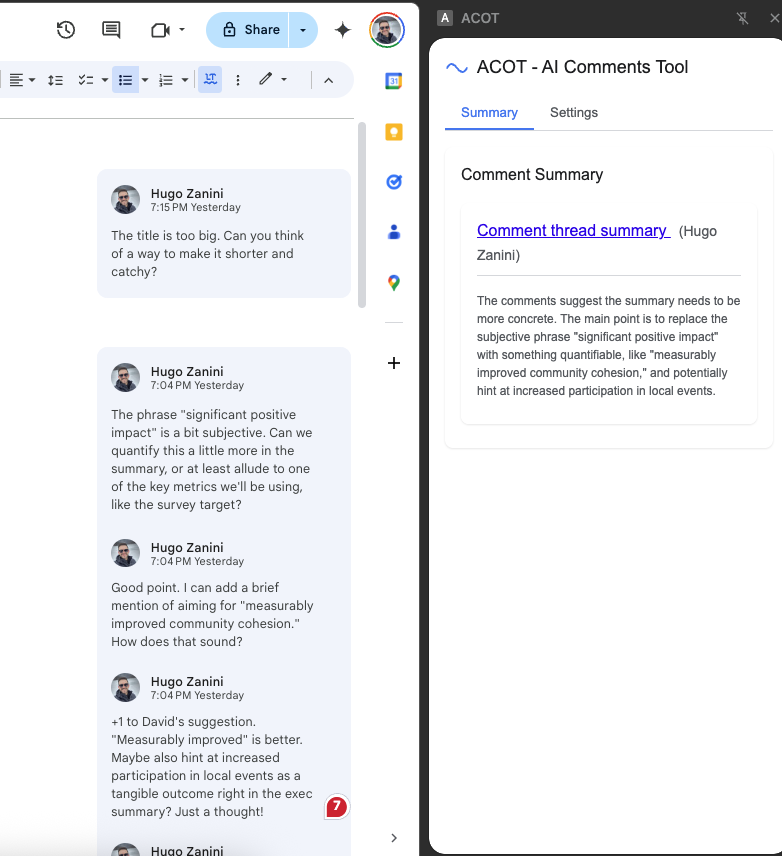 Share
31
Hugo Zanini
7:15 PM Yesterday
The title is too big. Can you think
of a way to make it shorter and
catchy?
Hugo Zanini
7:04 PM Yesterday
The phrase "significant positive
impact" is a bit subjective. Can we
quantify this a little more in the
summary, or at least allude to one
of the key metrics we'll be using,
like the survey target?
Hugo Zanini
7:04 PM Yesterday
Good point. I can add a brief
mention of aiming for "measurably
improved community cohesion."
How does that sound?
Hugo Zanini
7:04 PM Yesterday
+1 to David's suggestion.
"Measurably improved" is better.
Maybe also hint at increased
participation in local events as a
tangible outcome right in the exec
summary? Just a thought!
7
Hugo Zanini
A ACOT
ACOT - AI Comments Tool
Summary Settings
Comment Summary
Comment thread summary (Hugo
Zanini)
The comments suggest the summary needs to be
more concrete. The main point is to replace the
subjective phrase "significant positive impact"
with something quantifiable, like "measurably
improved community cohesion," and potentially
hint at increased participation in local events.